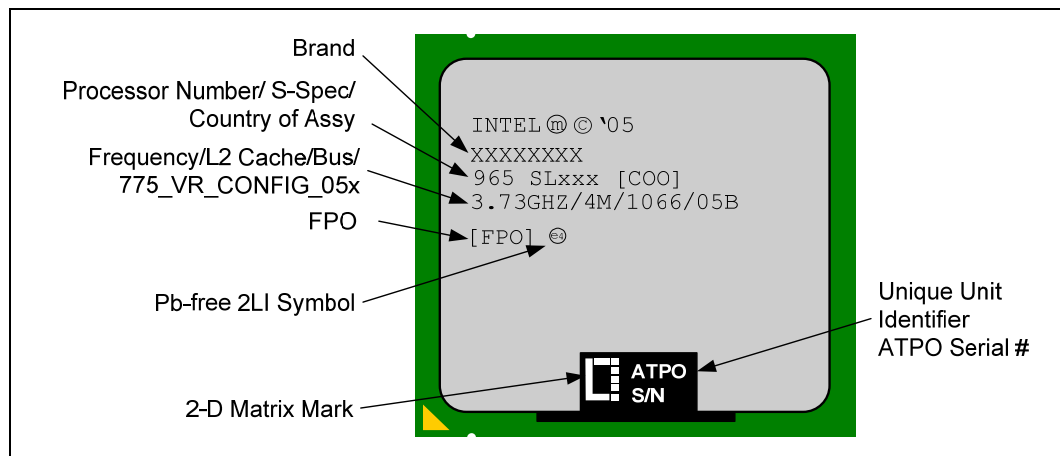 Brand
Processor Number/ S-Spec/
Country of Assy
Frequency/L2 Cache/Bus/
775_VR_CONFIG_05x
FPO
Pb-free 2LI Symbol
2-D Matrix Mark
INTEL ⓜ © '05
XXXXXXXX
965 SLxxx [COO]
3.73GHZ/4M/1066/05B
[FPO] e4
ATPO
S/N
Unique Unit
Identifier
ATPO Serial #